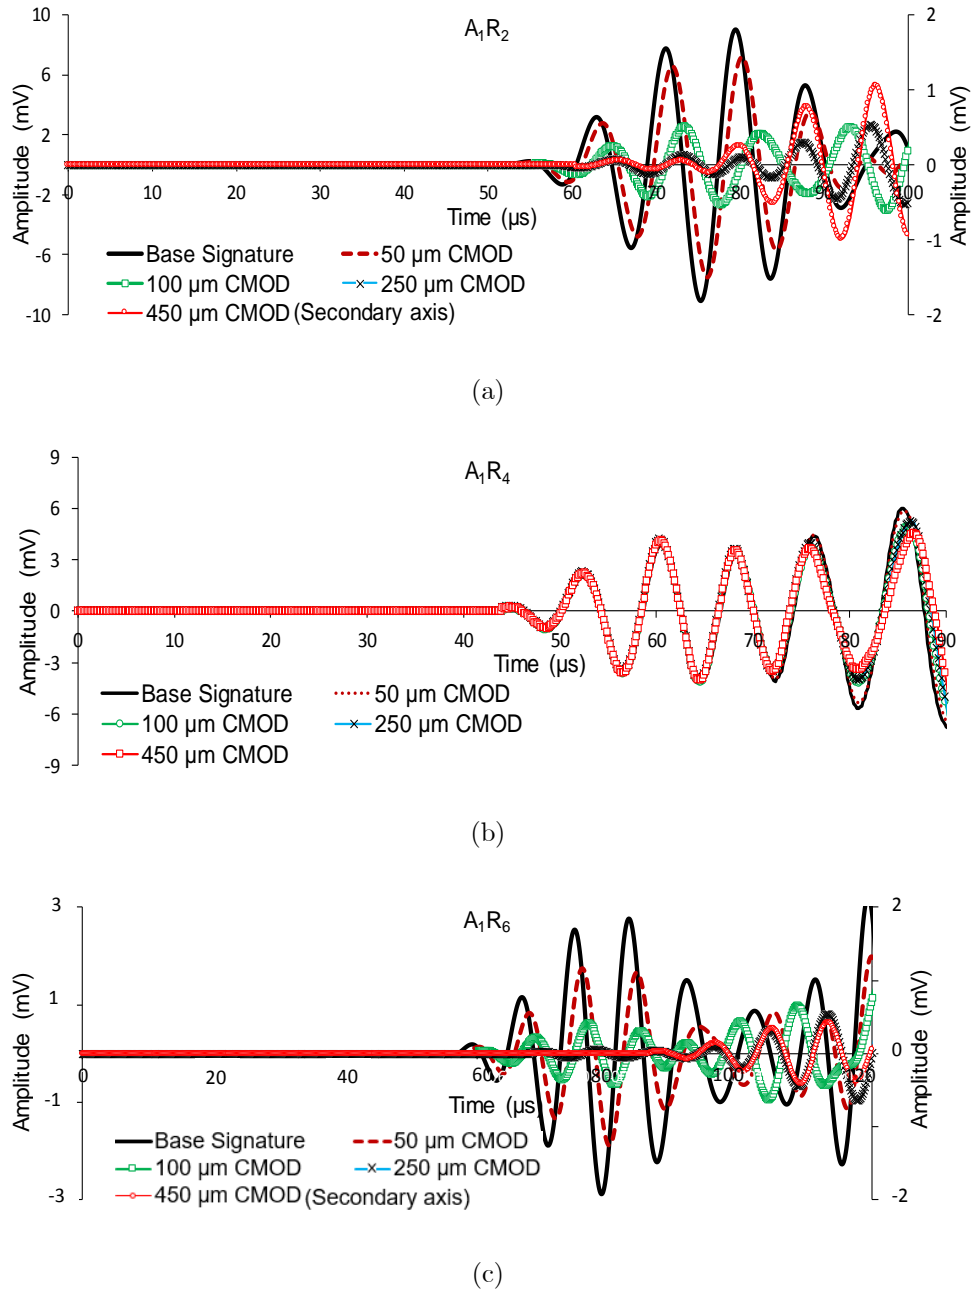 A₁R₂
Amplitude (mV)
10
6
2
-2
-6
-10
0 10 20 30 40 50 60 70 80 90 100
Time (µs)
2
1
0
-1
-2
Amplitude (mV)
Base Signature
50 µm CMOD
100 µm CMOD
250 µm CMOD
450 µm CMOD (Secondary axis)
(a)
A₁R₄
Amplitude (mV)
9
6
3
0
-3
-6
-9
0 10 20 30 40 50 60 70 80 90
Time (µs)
Base Signature
50 µm CMOD
100 µm CMOD
250 µm CMOD
450 µm CMOD
(b)
A₁R₆
Amplitude (mV)
3
1
-1
-3
0 20 40 60 80 100 120
Time (µs)
2
1
0
-1
-2
Amplitude (mV)
Base Signature
50 µm CMOD
100 µm CMOD
250 µm CMOD
450 µm CMOD (Secondary axis)
(c)